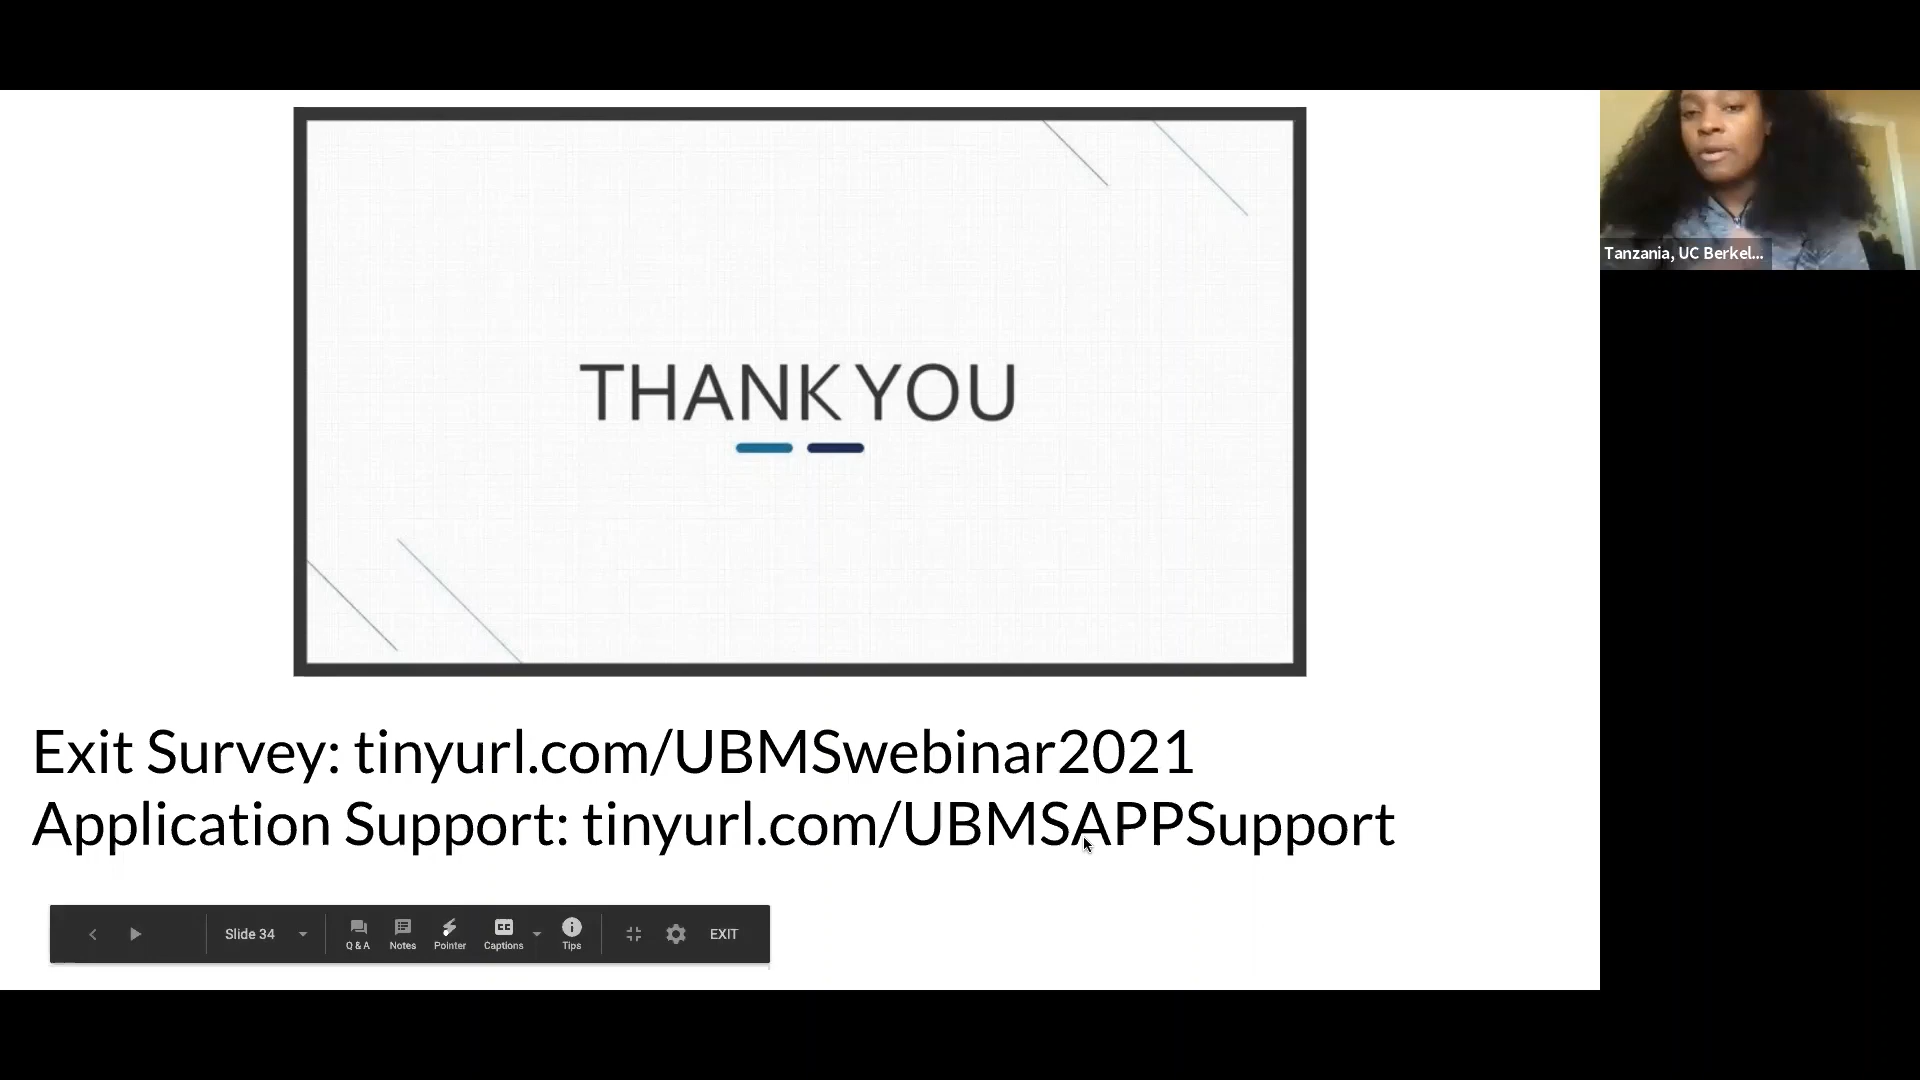 THANK YOU
Tanzania, UC Berkel...
Exit Survey: tinyurl.com/UBMSwebinar2021
Application Support: tinyurl.com/UBMSAPPSupport
Slide 34
Q & A
Notes
Pointer
CC
Captions
Tips
EXIT